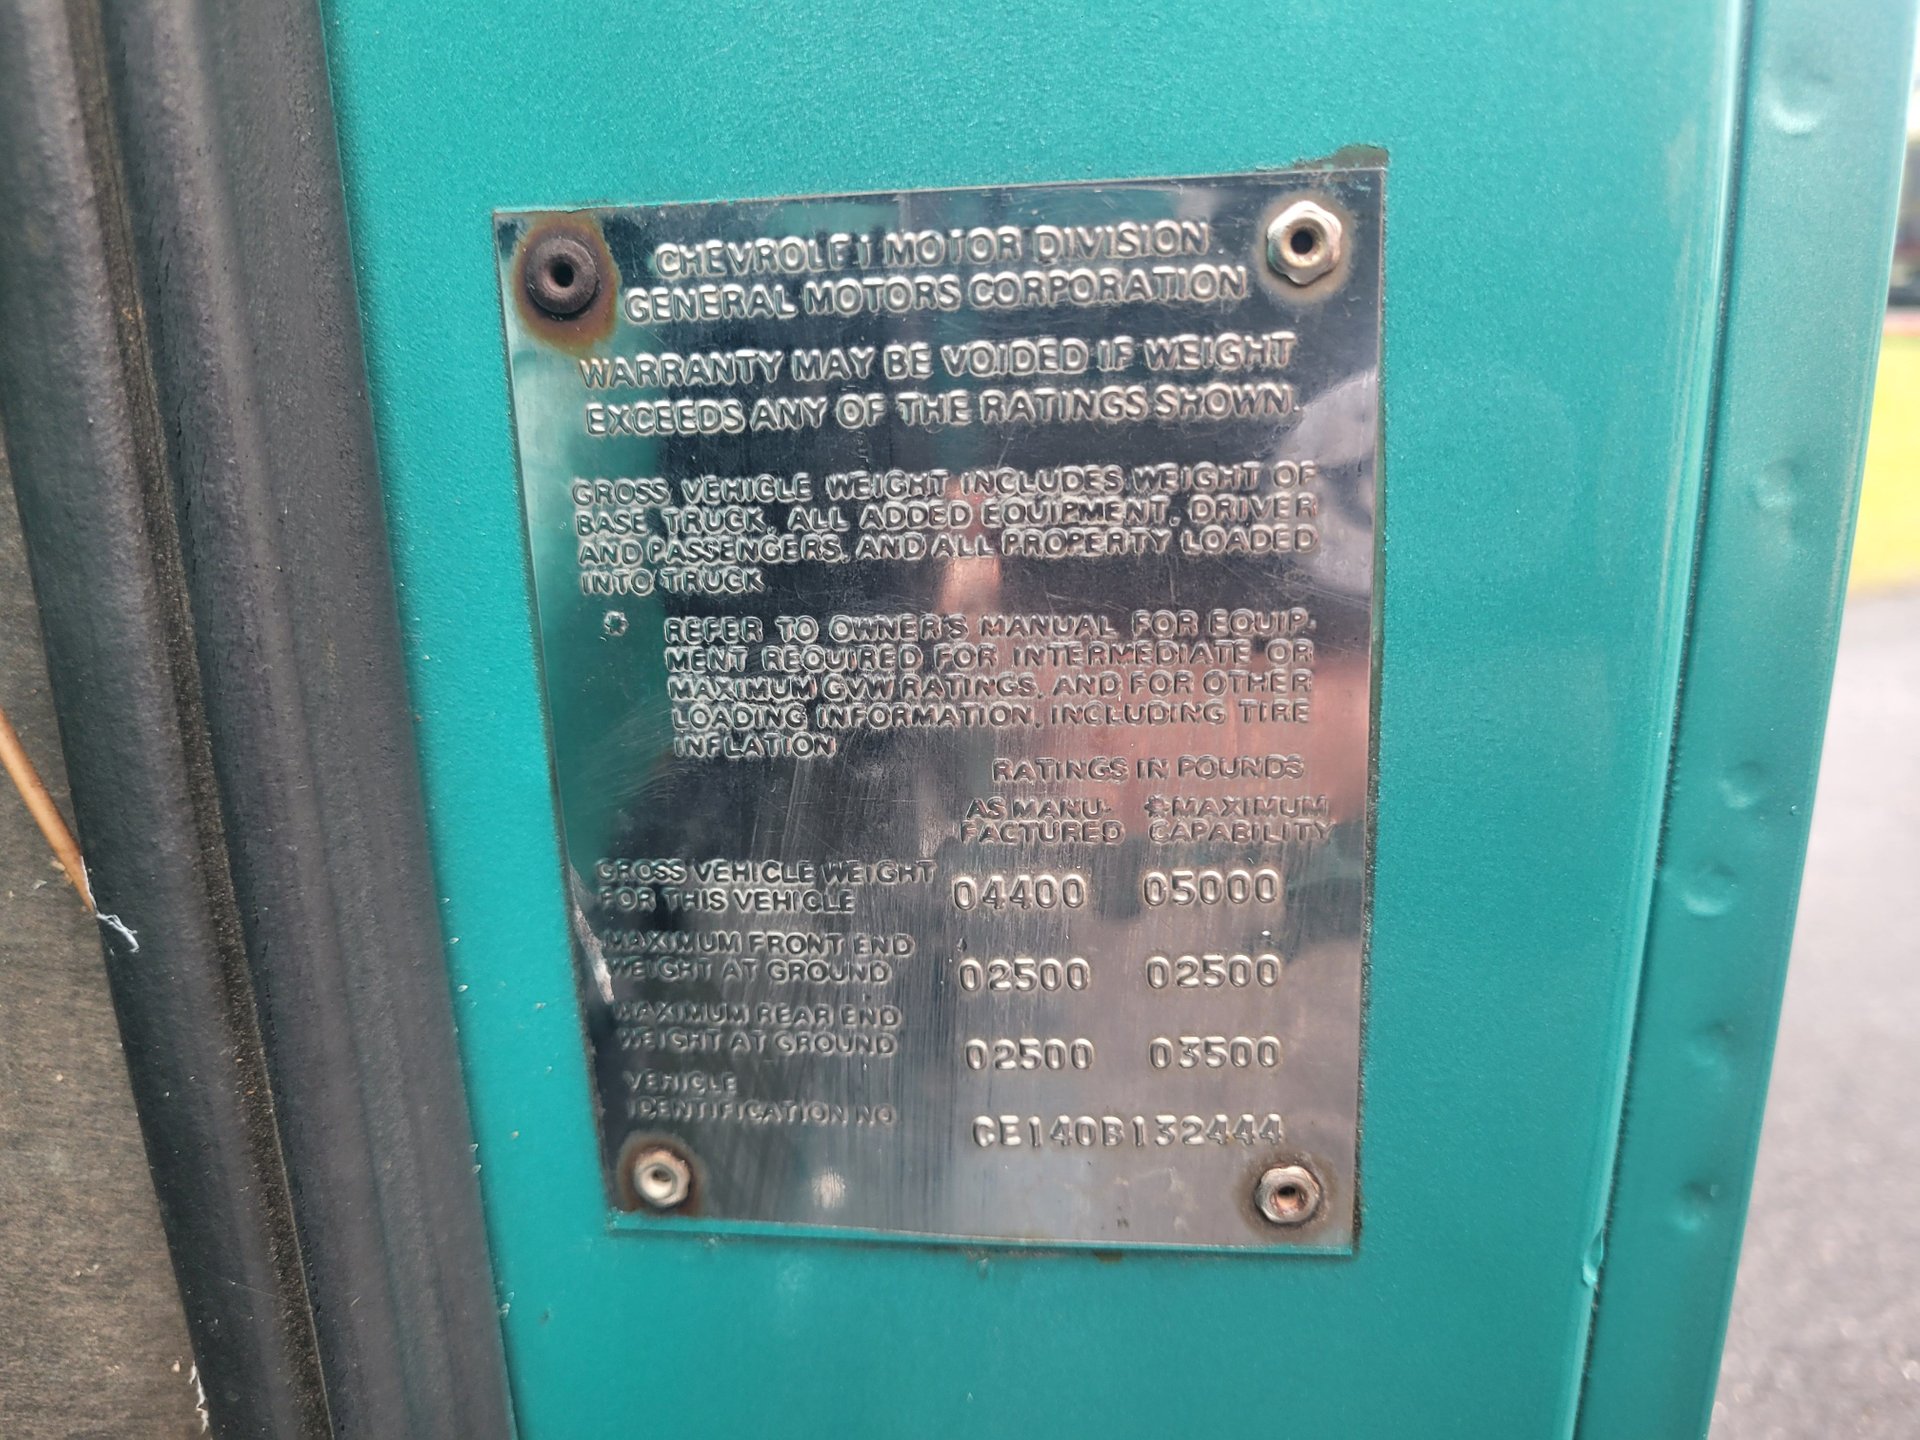 CHEVROLET MOTOR DIVISION
GENERAL MOTORS CORPORATION
WARRANTY MAY BE VOIDED IF WEIGHT
EXCEEDS ANY OF THE RATINGS SHOWN.
GROSS VEHICLE WEIGHT INCLUDES WEIGHT OF
BASE TRUCK, ALL ADDED EQUIPMENT, DRIVER
AND PASSENGERS, AND ALL PROPERTY LOADED
INTO TRUCK
* REFER TO OWNER'S MANUAL FOR EQUIP-
MENT REQUIRED FOR INTERMEDIATE OR
MAXIMUM GVW RATINGS, AND FOR OTHER
LOADING INFORMATION, INCLUDING TIRE
INFLATION
RATINGS IN POUNDS
AS MANU- *MAXIMUM
FACTURED CAPABILITY
GROSS VEHICLE WEIGHT
FOR THIS VEHICLE 04400 05000
MAXIMUM FRONT END
WEIGHT AT GROUND 02500 02500
MAXIMUM REAR END
WEIGHT AT GROUND 02500 03500
VEHICLE
IDENTIFICATION NO CE140B132444